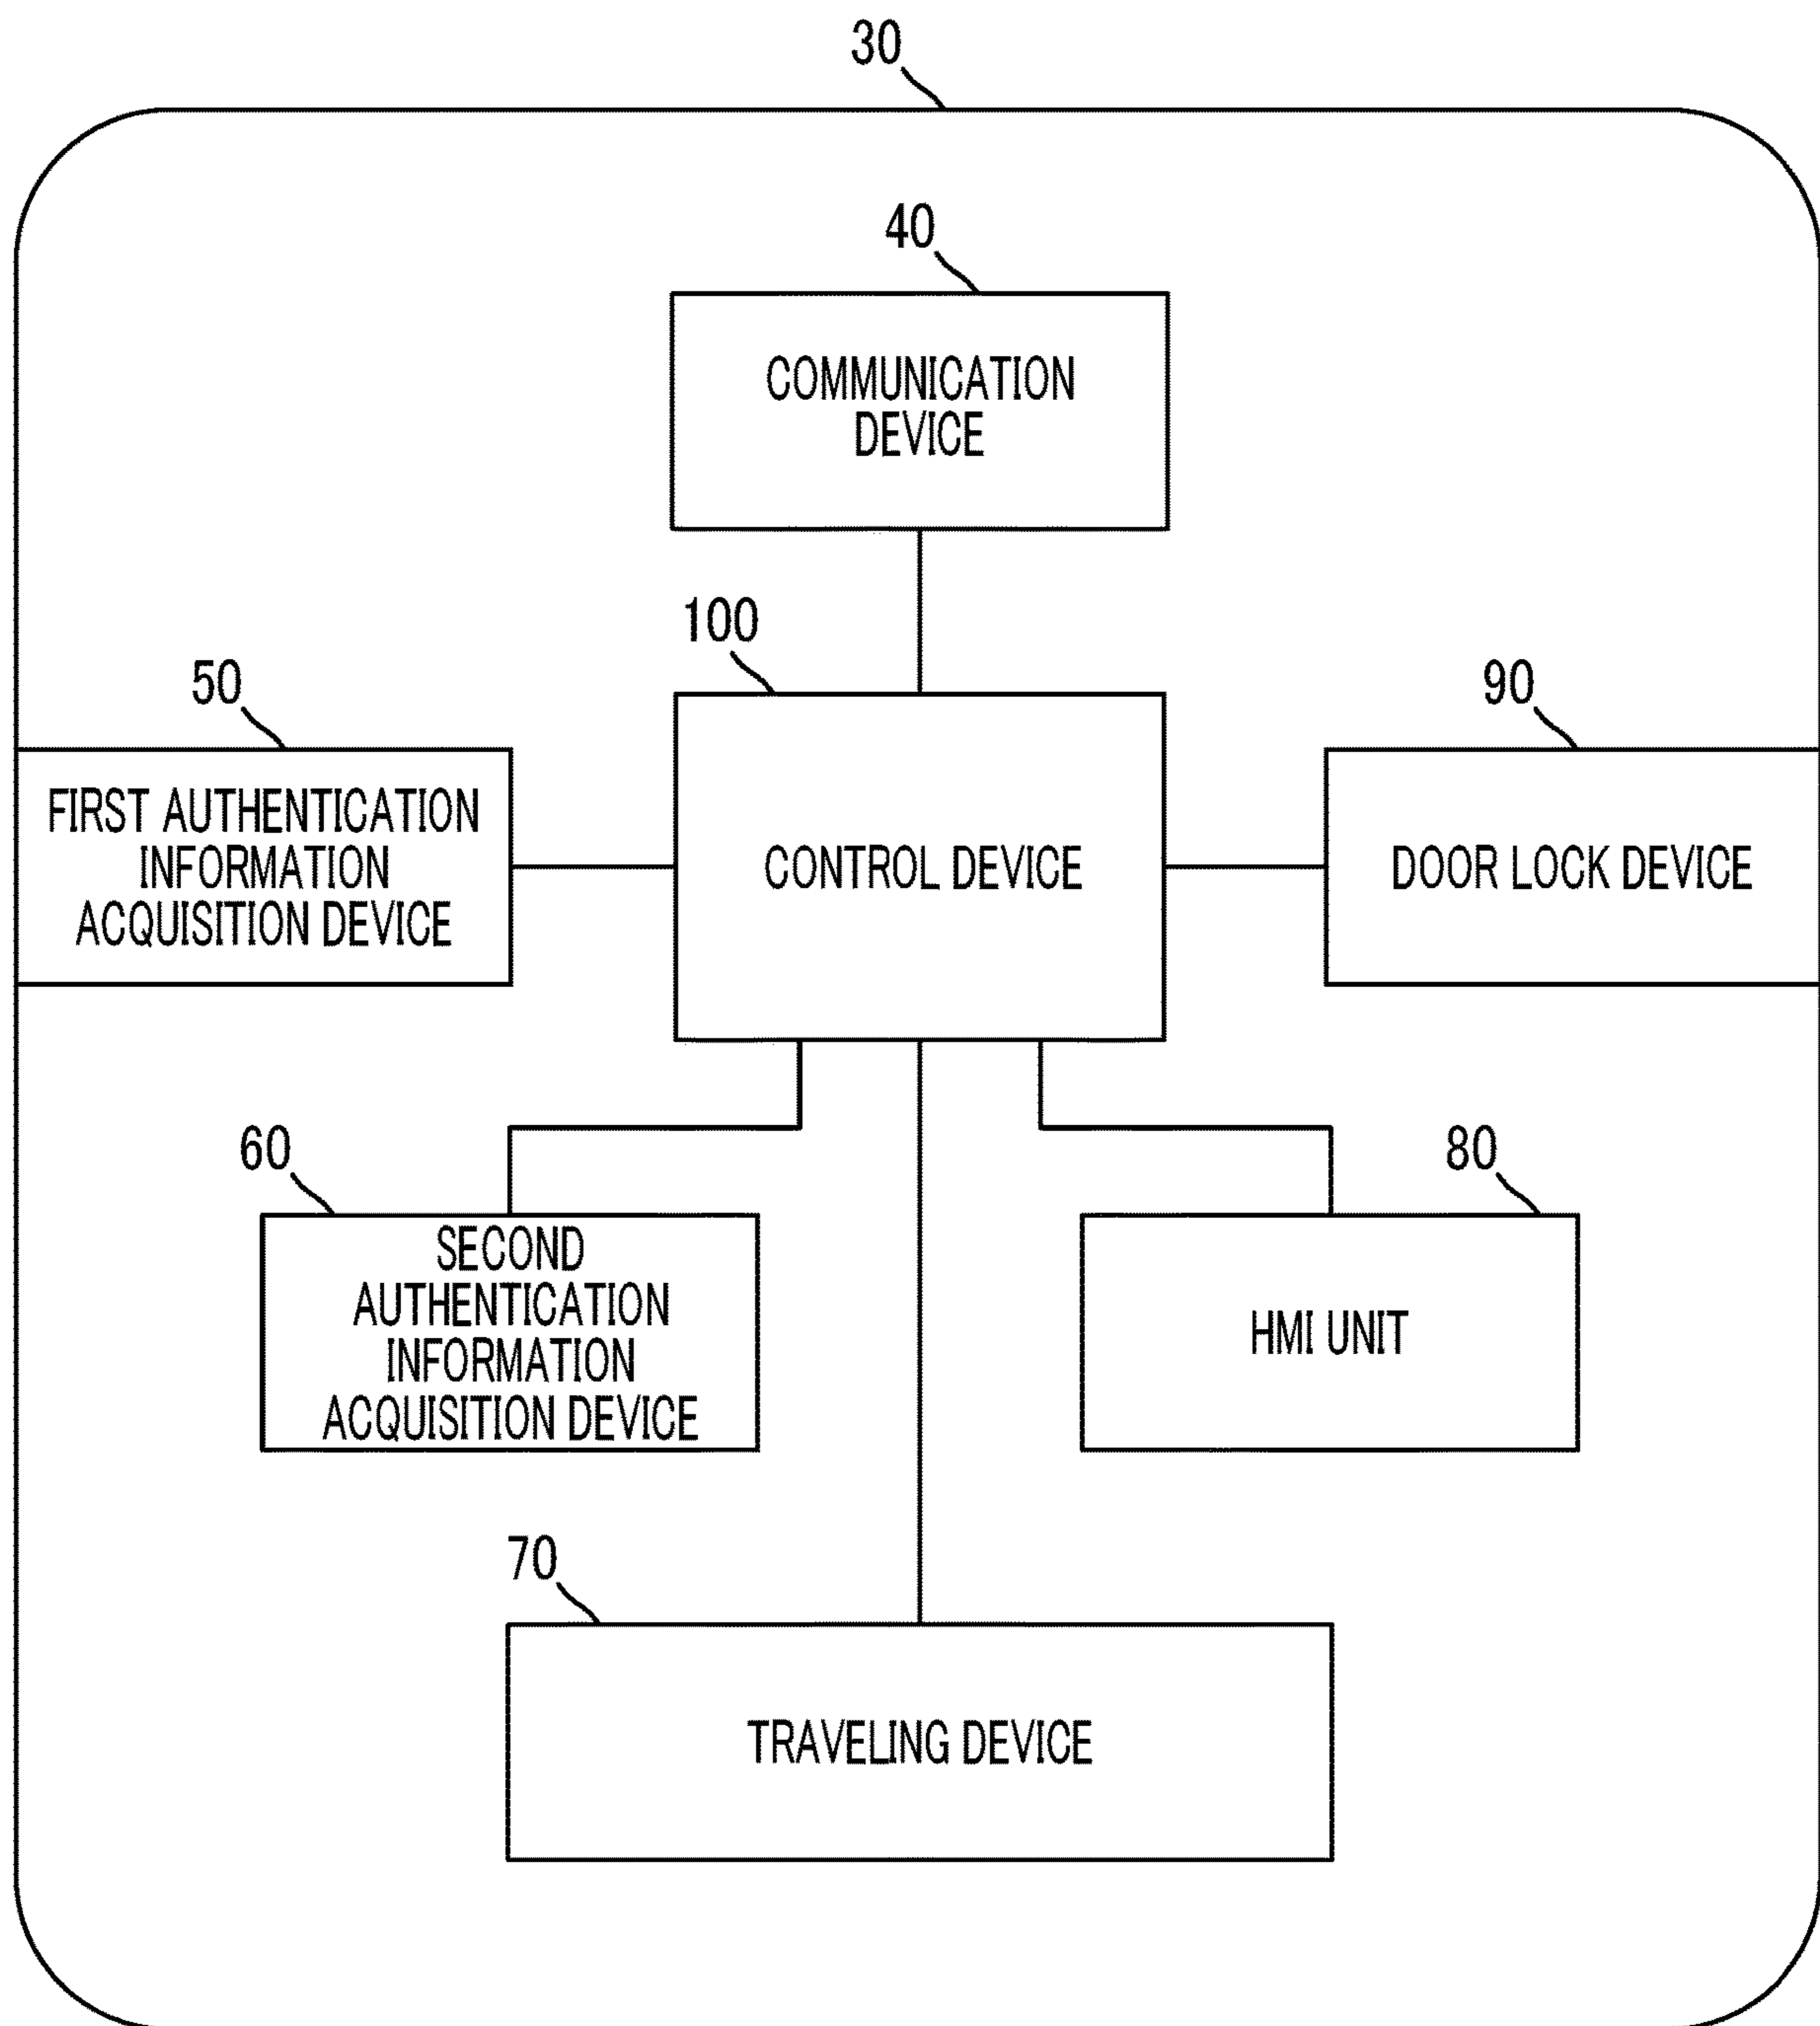 30
40
COMMUNICATION
DEVICE
100
50
90
FIRST AUTHENTICATION
INFORMATION
ACQUISITION DEVICE
CONTROL DEVICE
DOOR LOCK DEVICE
60
80
SECOND
AUTHENTICATION
INFORMATION
ACQUISITION DEVICE
HMI UNIT
70
TRAVELING DEVICE